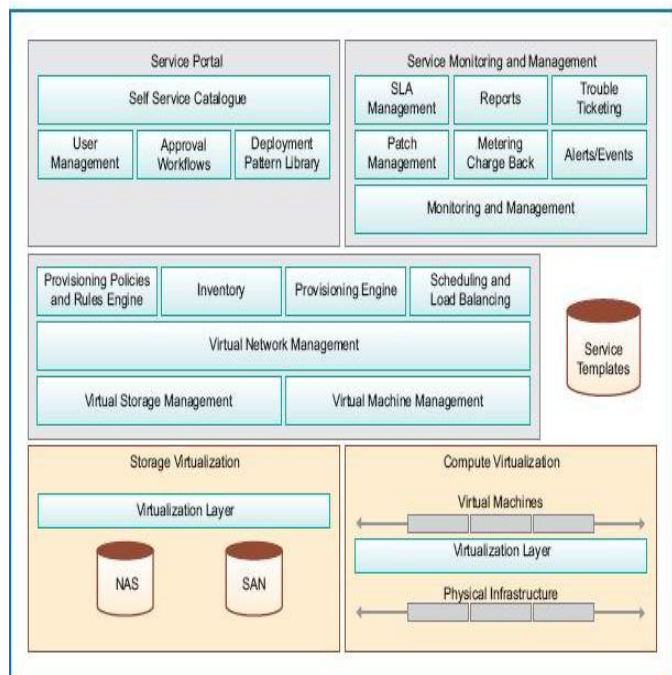 Service Portal
Self Service Catalogue
User
Management
Approval
Workflows
Deployment
Pattern Library
Service Monitoring and Management
SLA
Management
Reports
Trouble
Ticketing
Patch
Management
Metering
Charge Back
Alerts/Events
Monitoring and Management
Provisioning Policies
and Rules Engine
Inventory
Provisioning Engine
Scheduling and
Load Balancing
Virtual Network Management
Virtual Storage Management
Virtual Machine Management
Service
Templates
Storage Virtualization
Virtualization Layer
NAS
SAN
Compute Virtualization
Virtual Machines
Virtualization Layer
Physical Infrastructure